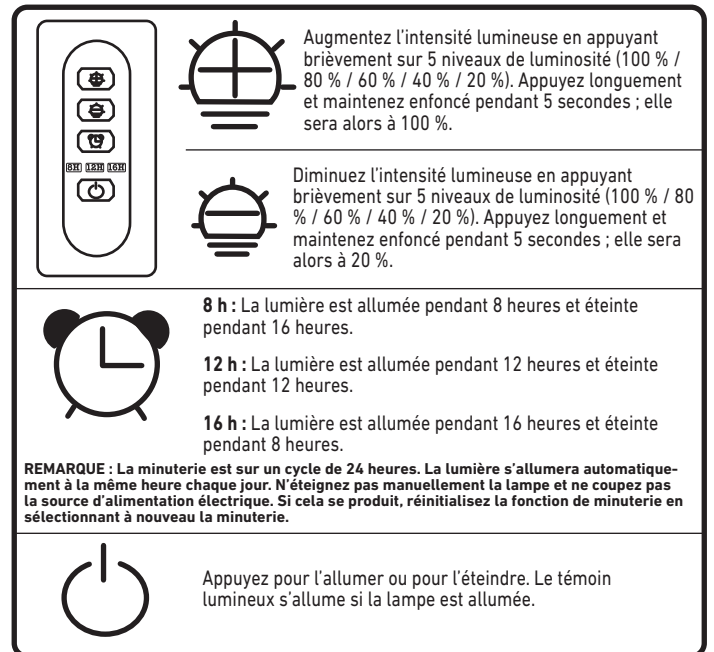 Augmentez l'intensité lumineuse en appuyant
brièvement sur 5 niveaux de luminosité (100 % /
80 % / 60 % / 40 % / 20 %). Appuyez longuement
et maintenez enfoncé pendant 5 secondes ; elle
sera alors à 100 %.
8H 12H 16H
Diminuez l'intensité lumineuse en appuyant
brièvement sur 5 niveaux de luminosité (100 % / 80
% / 60 % / 40 % / 20 %). Appuyez longuement et
maintenez enfoncé pendant 5 secondes ; elle sera
alors à 20 %.
8 h : La lumière est allumée pendant 8 heures et éteinte
pendant 16 heures.
12 h : La lumière est allumée pendant 12 heures et éteinte
pendant 12 heures.
16 h : La lumière est allumée pendant 16 heures et éteinte
pendant 8 heures.
REMARQUE : La minuterie est sur un cycle de 24 heures. La lumière s'allumera automatique-
ment à la même heure chaque jour. N'éteignez pas manuellement la lampe et ne coupez pas
la source d'alimentation électrique. Si cela se produit, réinitialisez la fonction de minuterie en
sélectionnant à nouveau la minuterie.
Appuyez pour l'allumer ou pour l'éteindre. Le témoin
lumineux s'allume si la lampe est allumée.